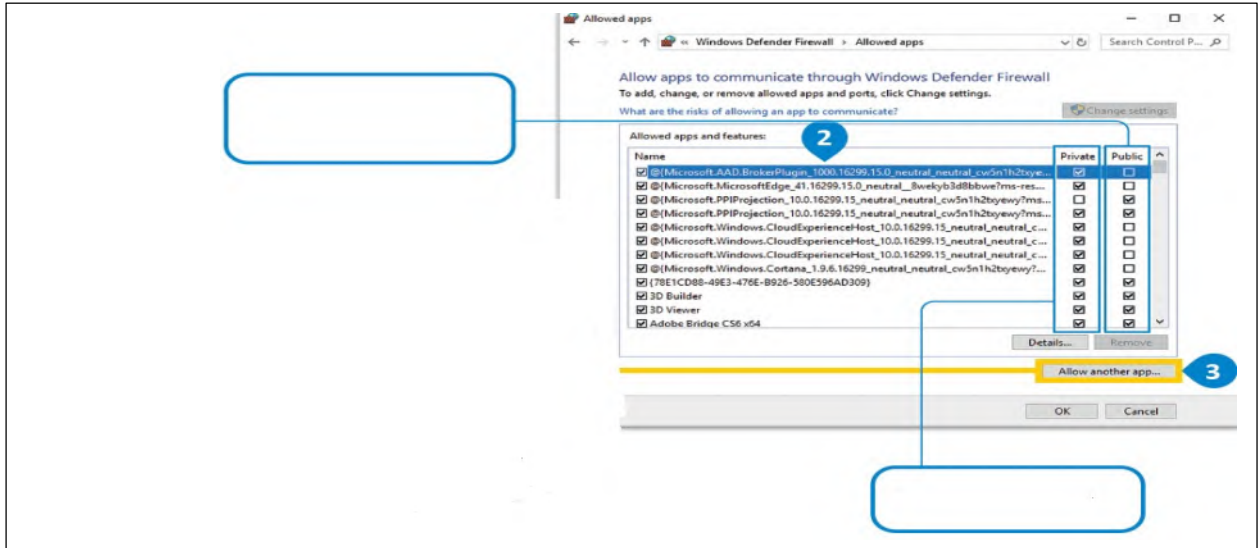 Allowed apps
« Windows Defender Firewall > Allowed apps
Search Control P...
Allow apps to communicate through Windows Defender Firewall
To add, change, or remove allowed apps and ports, click Change settings.
What are the risks of allowing an app to communicate?
Change settings
Allowed apps and features:
2
Name Private Public
@{Microsoft.AAD.BrokerPlugin_1000.16299.15.0_neutral_neutral_cw5n1h2txye...
@{Microsoft.MicrosoftEdge_41.16299.15.0_neutral__8wekyb3d8bbwe?ms-res...
@{Microsoft.PPIProjection_10.0.16299.15_neutral_neutral_cw5n1h2txyewy?ms...
@{Microsoft.PPIProjection_10.0.16299.15_neutral_neutral_cw5n1h2txyewy?ms...
@{Microsoft.Windows.CloudExperienceHost_10.0.16299.15_neutral_neutral_c...
@{Microsoft.Windows.CloudExperienceHost_10.0.16299.15_neutral_neutral_c...
@{Microsoft.Windows.CloudExperienceHost_10.0.16299.15_neutral_neutral_c...
@{Microsoft.Windows.Cortana_1.9.6.16299_neutral_neutral_cw5n1h2txyewy?...
{78E1CD88-49E3-476E-B926-580E596AD309}
3D Builder
3D Viewer
Adobe Bridge CS6 x64
Details... Remove
Allow another app... 3
OK Cancel